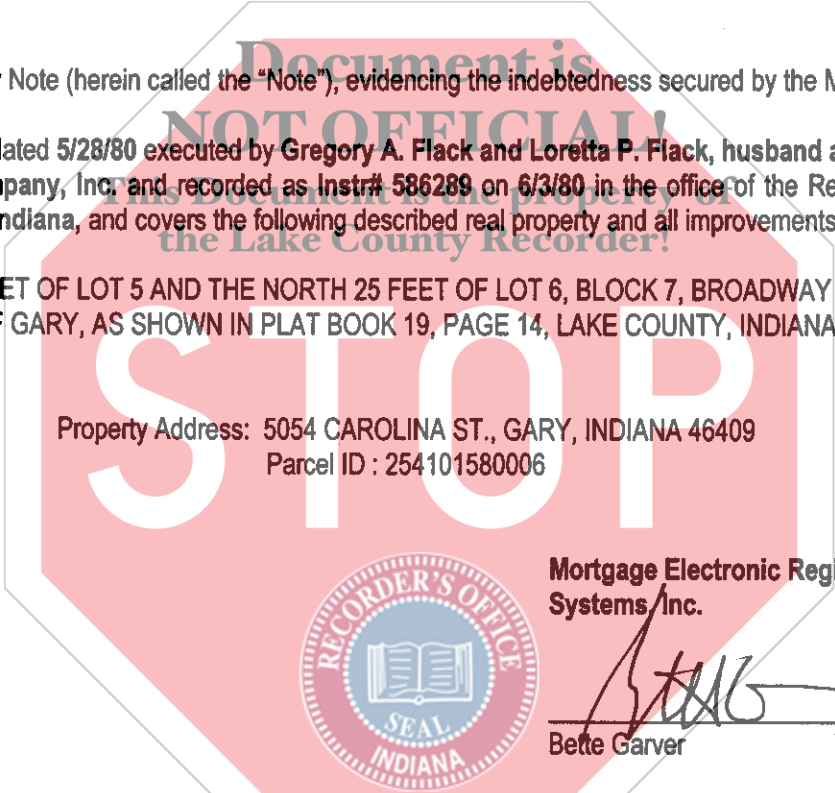 Document is
r Note (herein called the “Note”), evidencing the indebtedness secured by the M
NOT OFFICIAL!
lated 5/28/80 executed by Gregory A. Flack and Loretta P. Flack, husband a
npany, Inc. and recorded as Instr# 586289 on 6/3/80 in the office of the Re
This Document is the property of
ndiana, and covers the following described real property and all improvements
the Lake County Recorder!
ET OF LOT 5 AND THE NORTH 25 FEET OF LOT 6, BLOCK 7, BROADWAY
F GARY, AS SHOWN IN PLAT BOOK 19, PAGE 14, LAKE COUNTY, INDIANA
STOP
Property Address: 5054 CAROLINA ST., GARY, INDIANA 46409
Parcel ID : 254101580006
Mortgage Electronic Regi
Systems, Inc.
RECORDER'S OFFICE
SEAL
INDIANA
Bette Garver